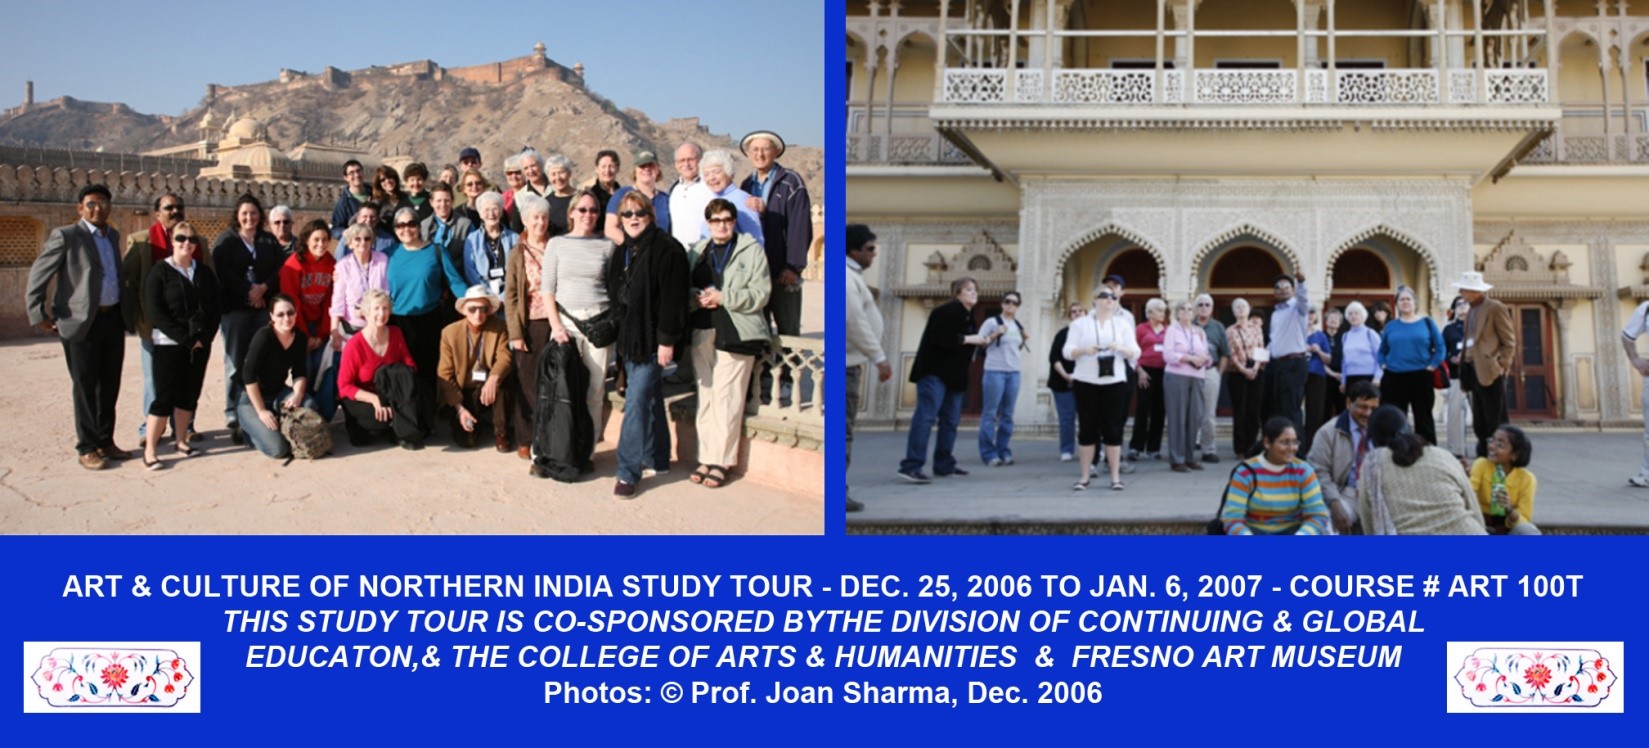 ART & CULTURE OF NORTHERN INDIA STUDY TOUR - DEC. 25, 2006 TO JAN. 6, 2007 - COURSE # ART 100T
THIS STUDY TOUR IS CO-SPONSORED BYTHE DIVISION OF CONTINUING & GLOBAL
EDUCATON,& THE COLLEGE OF ARTS & HUMANITIES & FRESNO ART MUSEUM
Photos: © Prof. Joan Sharma, Dec. 2006